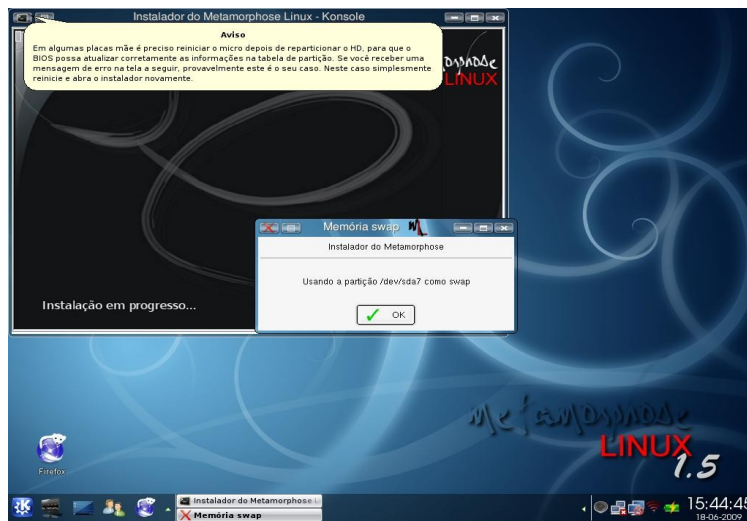 Instalador do Metamorphose Linux - Konsole
Aviso
Em algumas placas mãe é preciso reiniciar o micro depois de reparticionar o HD, para que o
BIOS possa atualizar corretamente as informações na tabela de partição. Se você receber uma
mensagem de erro na tela a seguir, provavelmente este é o seu caso. Neste caso simplesmente
reinicie e abra o instalador novamente.
LINUX
Memória swap
Instalador do Metamorphose
Usando a partição /dev/sda7 como swap
OK
Instalação em progresso...
Metamorphose
LINUX
1.5
Firefox
Instalador do Metamorphose L
Memória swap
15:44:45
18-06-2009